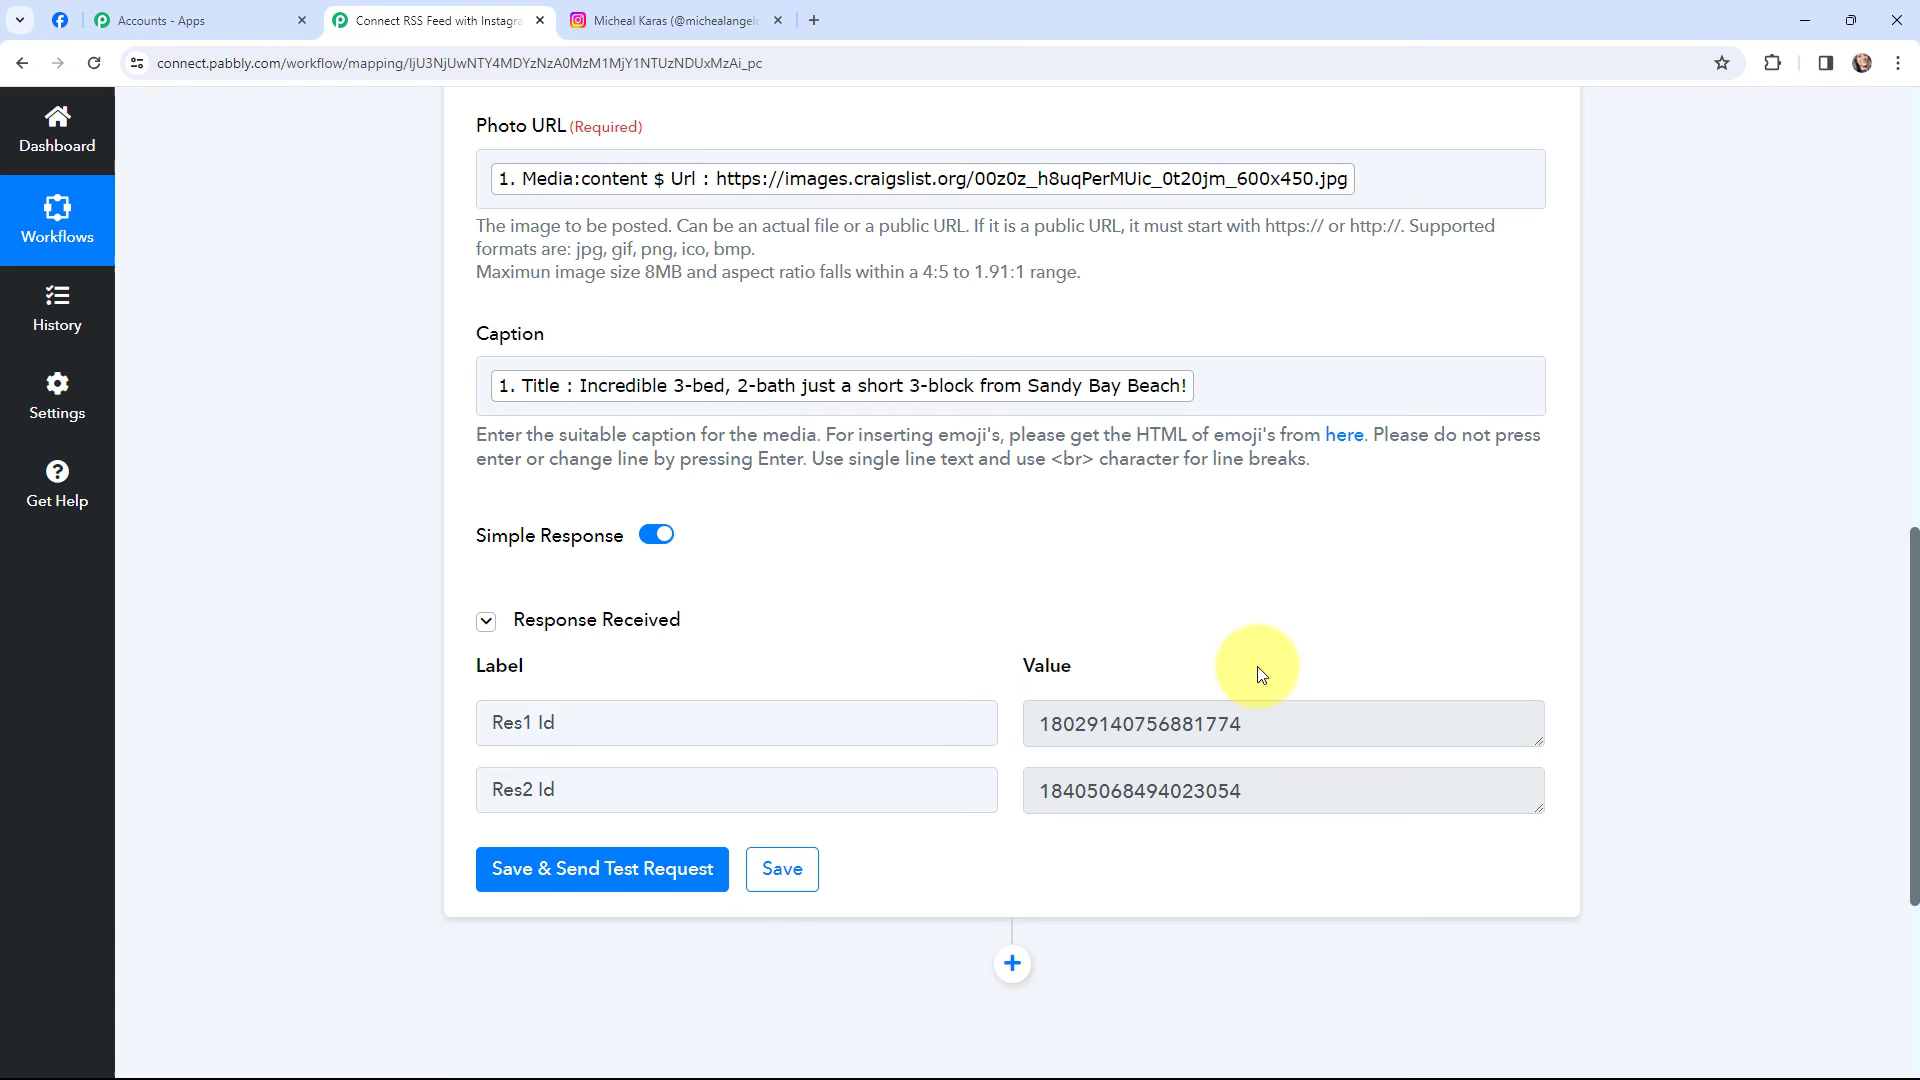 Accounts - Apps
Connect RSS Feed with Instagra
Micheal Karas (@michealangelo
connect.pabbly.com/workflow/mapping/IjU3NjUwNTY4MDYzNzA0MzM1MjY1NTUzNDUxMzAi_pc
Dashboard
Workflows
History
Settings
Get Help
Photo URL (Required)
1. Media:content $ Url : https://images.craigslist.org/00z0z_h8uqPerMUic_0t20jm_600x450.jpg
The image to be posted. Can be an actual file or a public URL. If it is a public URL, it must start with https:// or http://. Supported
formats are: jpg, gif, png, ico, bmp.
Maximun image size 8MB and aspect ratio falls within a 4:5 to 1.91:1 range.
Caption
1. Title : Incredible 3-bed, 2-bath just a short 3-block from Sandy Bay Beach!
Enter the suitable caption for the media. For inserting emoji's, please get the HTML of emoji's from here. Please do not press
enter or change line by pressing Enter. Use single line text and use <br> character for line breaks.
Simple Response
Response Received
Label Value
Res1 Id 18029140756881774
Res2 Id 18405068494023054
Save & Send Test Request Save